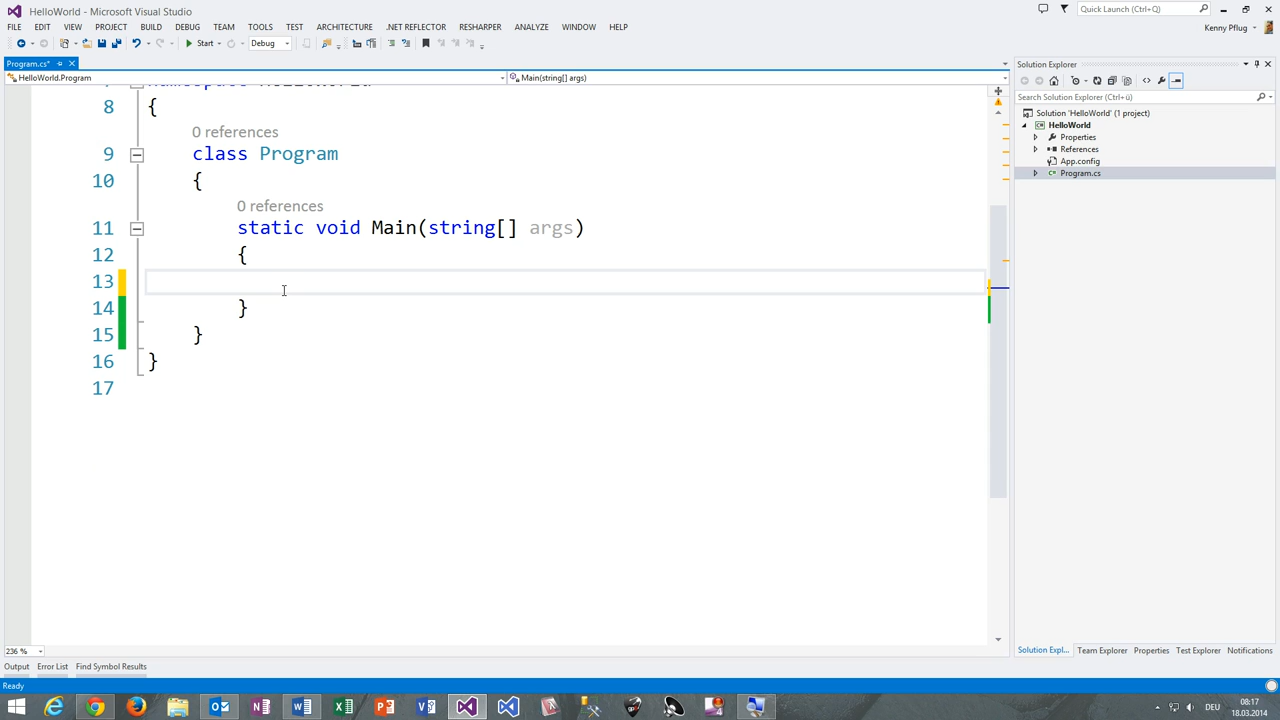 HelloWorld - Microsoft Visual Studio
Quick Launch (Ctrl+Q)
FILE EDIT VIEW PROJECT BUILD DEBUG TEAM TOOLS TEST ARCHITECTURE .NET REFLECTOR RESHARPER ANALYZE WINDOW HELP
Kenny Pflug
Start Debug
Program.cs*
Solution Explorer
HelloWorld.Program
Main(string[] args)
Search Solution Explorer (Ctrl+ü)
Solution 'HelloWorld' (1 project)
HelloWorld
Properties
References
App.config
Program.cs
8 {
0 references
9 class Program
10 {
0 references
11 static void Main(string[] args)
12 {
13
14 }
15 }
16 }
17
236 %
Solution Expl... Team Explorer Properties Test Explorer Notifications
Output Error List Find Symbol Results
Ready
DEU
08:17
18.03.2014